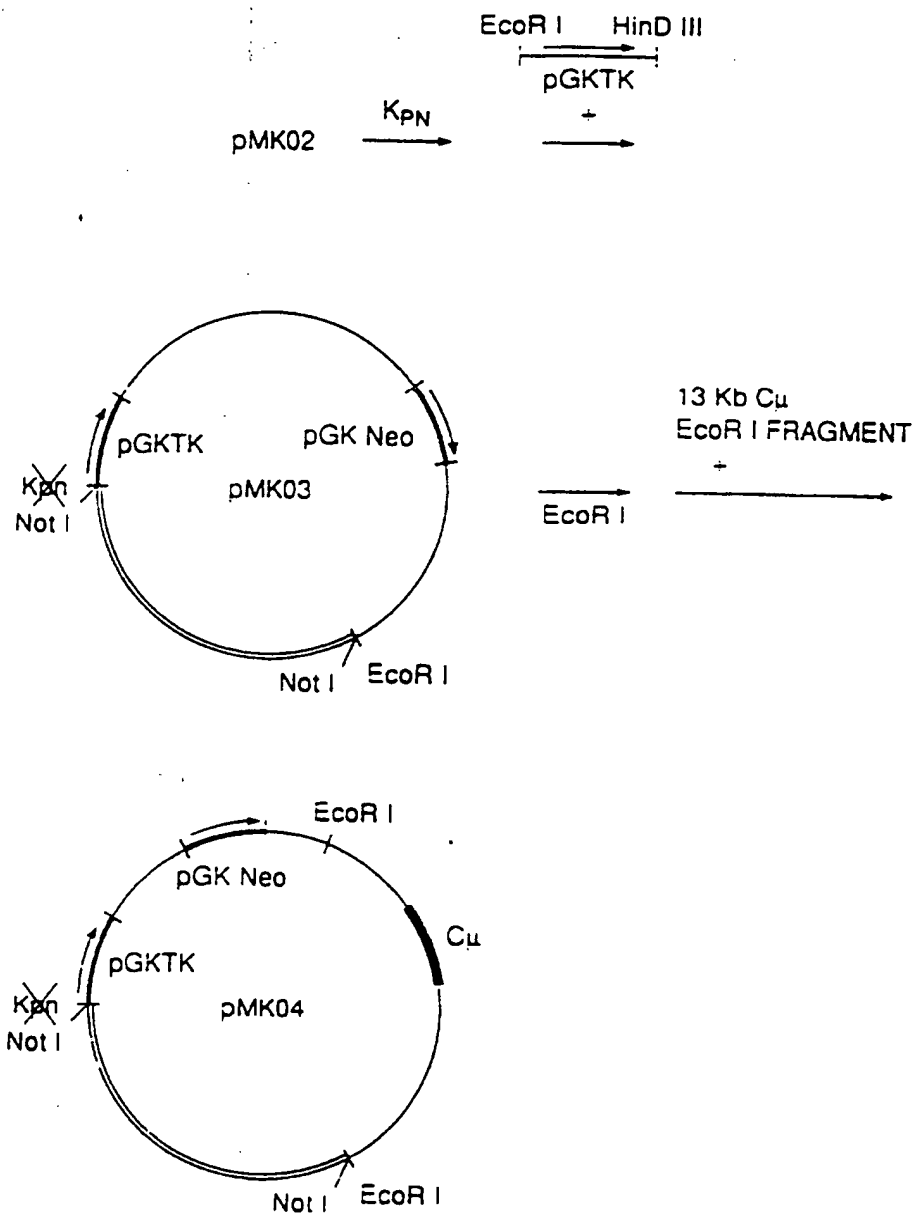 EcoR I HinD III
pGKTK
+
KPN
pMK02
pGKTK
pGK Neo
13 Kb Cμ
EcoR I FRAGMENT
+
Kpn
Not I
pMK03
EcoR I
Not I EcoR I
EcoR I
pGK Neo
Cμ
pGKTK
Kpn
Not I
pMK04
Not I EcoR I